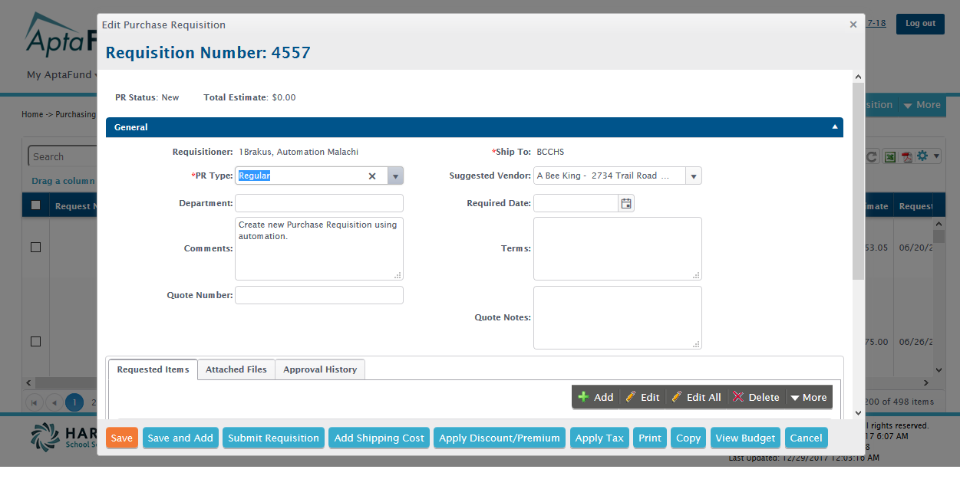 Edit Purchase Requisition
Requisition Number: 4557
7-18
Log out
My AptaFund
Home -> Purchasing
More
PR Status: New Total Estimate: $0.00
General
Requisitioner: 1Brakus, Automation Malachi
*Ship To: BCCHS
*PR Type: Regular
Suggested Vendor: A Bee King - 2734 Trail Road ...
Department:
Required Date:
Comments: Create new Purchase Requisition using
automation.
Terms:
Quote Number:
Quote Notes:
Search
Drag a column
Request
53.05 06/20/2
75.00 06/26/2
Requested Items Attached Files Approval History
Add Edit Edit All Delete More
1 2
200 of 498 items
Save Save and Add Submit Requisition Add Shipping Cost Apply Discount/Premium Apply Tax Print Copy View Budget Cancel
HAR
School S
rights reserved.
17 6:07 AM
Last Updated: 12/29/2017 12:03:16 AM